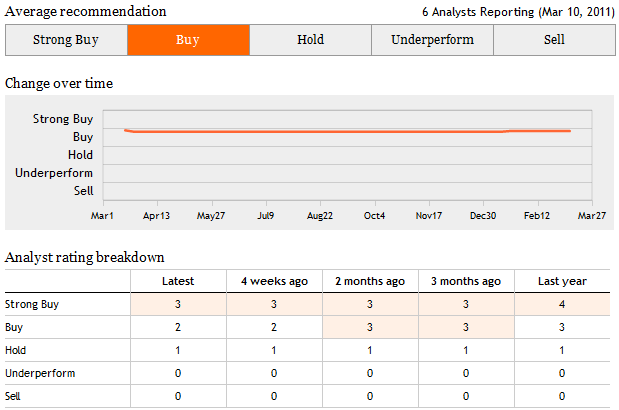 Average recommendation 6 Analysts Reporting (Mar 10, 2011)
Strong Buy Buy Hold Underperform Sell
Change over time
Strong Buy
Buy
Hold
Underperform
Sell
Mar1 Apr13 May27 Jul9 Aug22 Oct4 Nov17 Dec30 Feb12 Mar27
Analyst rating breakdown
Latest 4 weeks ago 2 months ago 3 months ago Last year
Strong Buy 3 3 3 3 4
Buy 2 2 3 3 3
Hold 1 1 1 1 1
Underperform 0 0 0 0 0
Sell 0 0 0 0 0